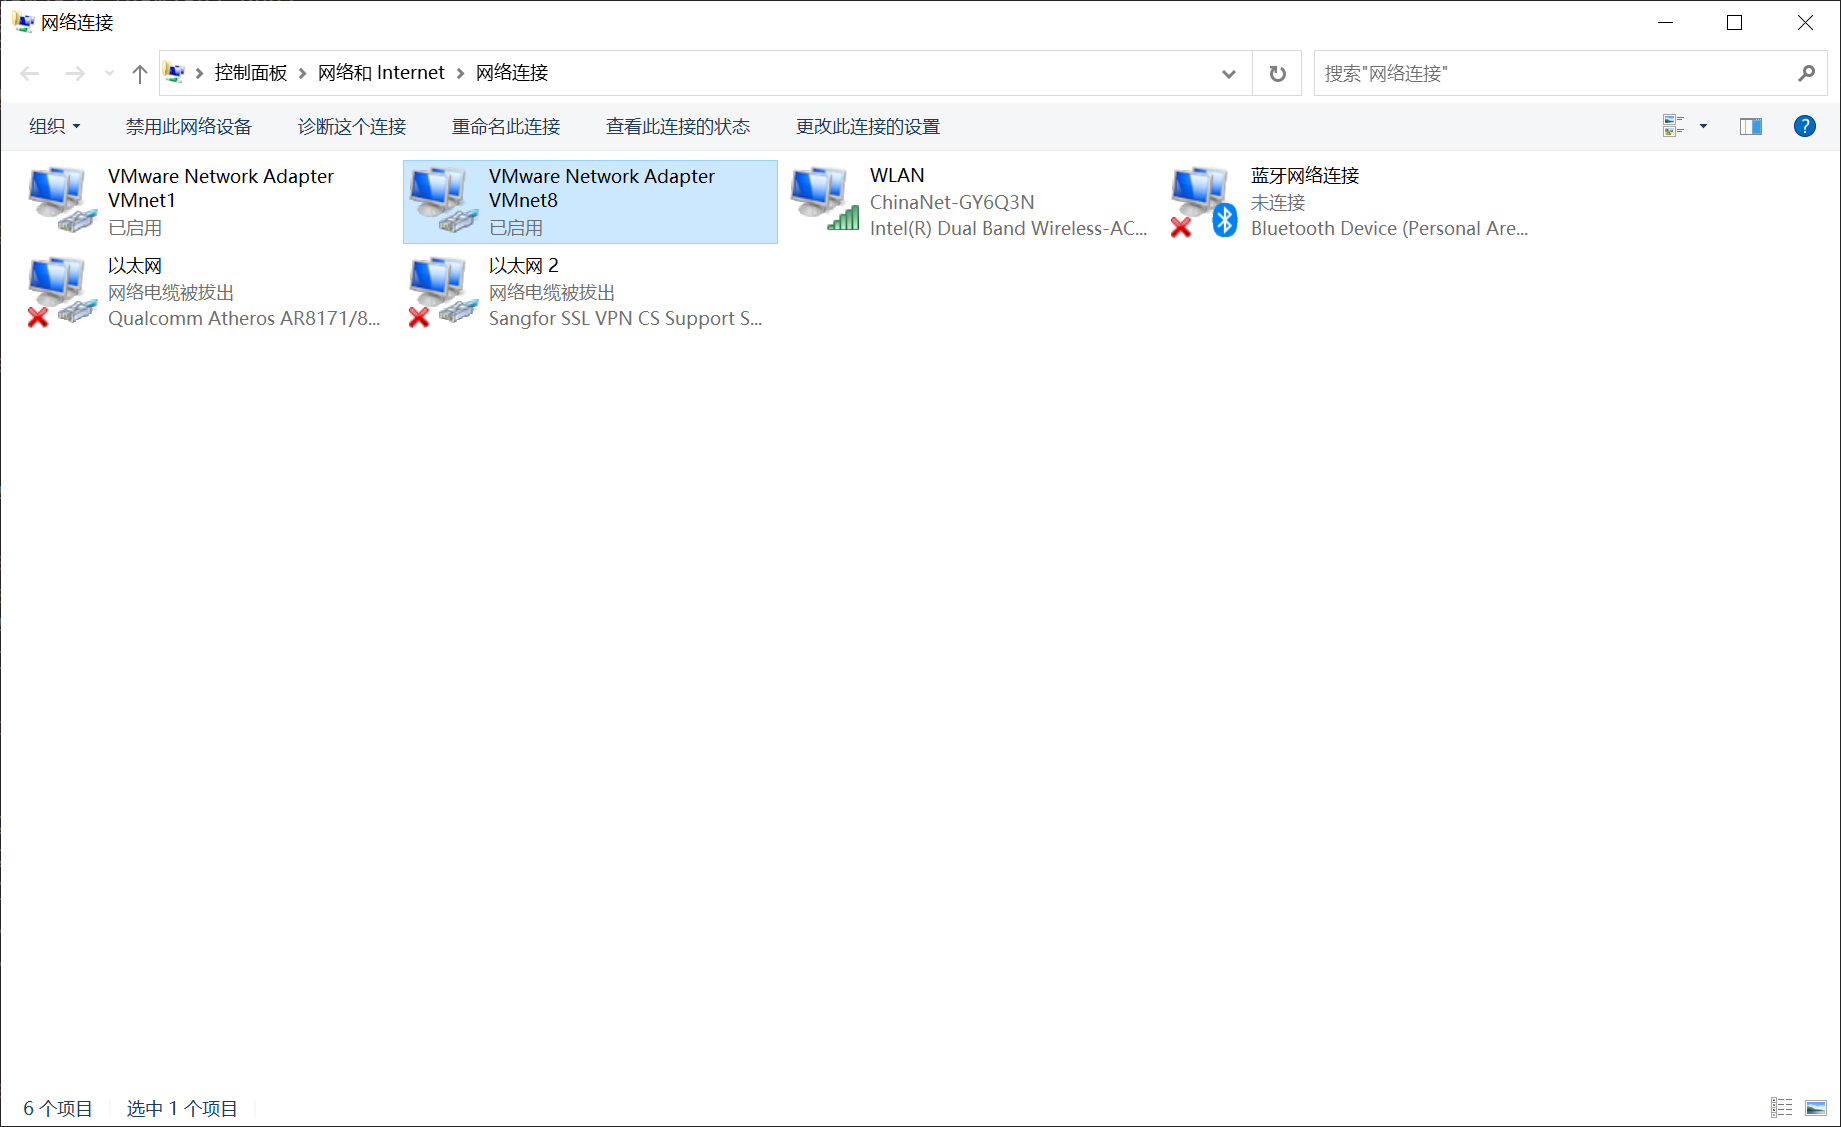 网络连接
控制面板 网络和 Internet 网络连接
搜索"网络连接"
组织 禁用此网络设备 诊断这个连接 重命名此连接 查看此连接的状态 更改此连接的设置
VMware Network Adapter
VMnet1
已启用
VMware Network Adapter
VMnet8
已启用
WLAN
ChinaNet-GY6Q3N
Intel(R) Dual Band Wireless-AC...
蓝牙网络连接
未连接
Bluetooth Device (Personal Are...
以太网
网络电缆被拔出
Qualcomm Atheros AR8171/8...
以太网 2
网络电缆被拔出
Sangfor SSL VPN CS Support S...
6 个项目 选中 1 个项目